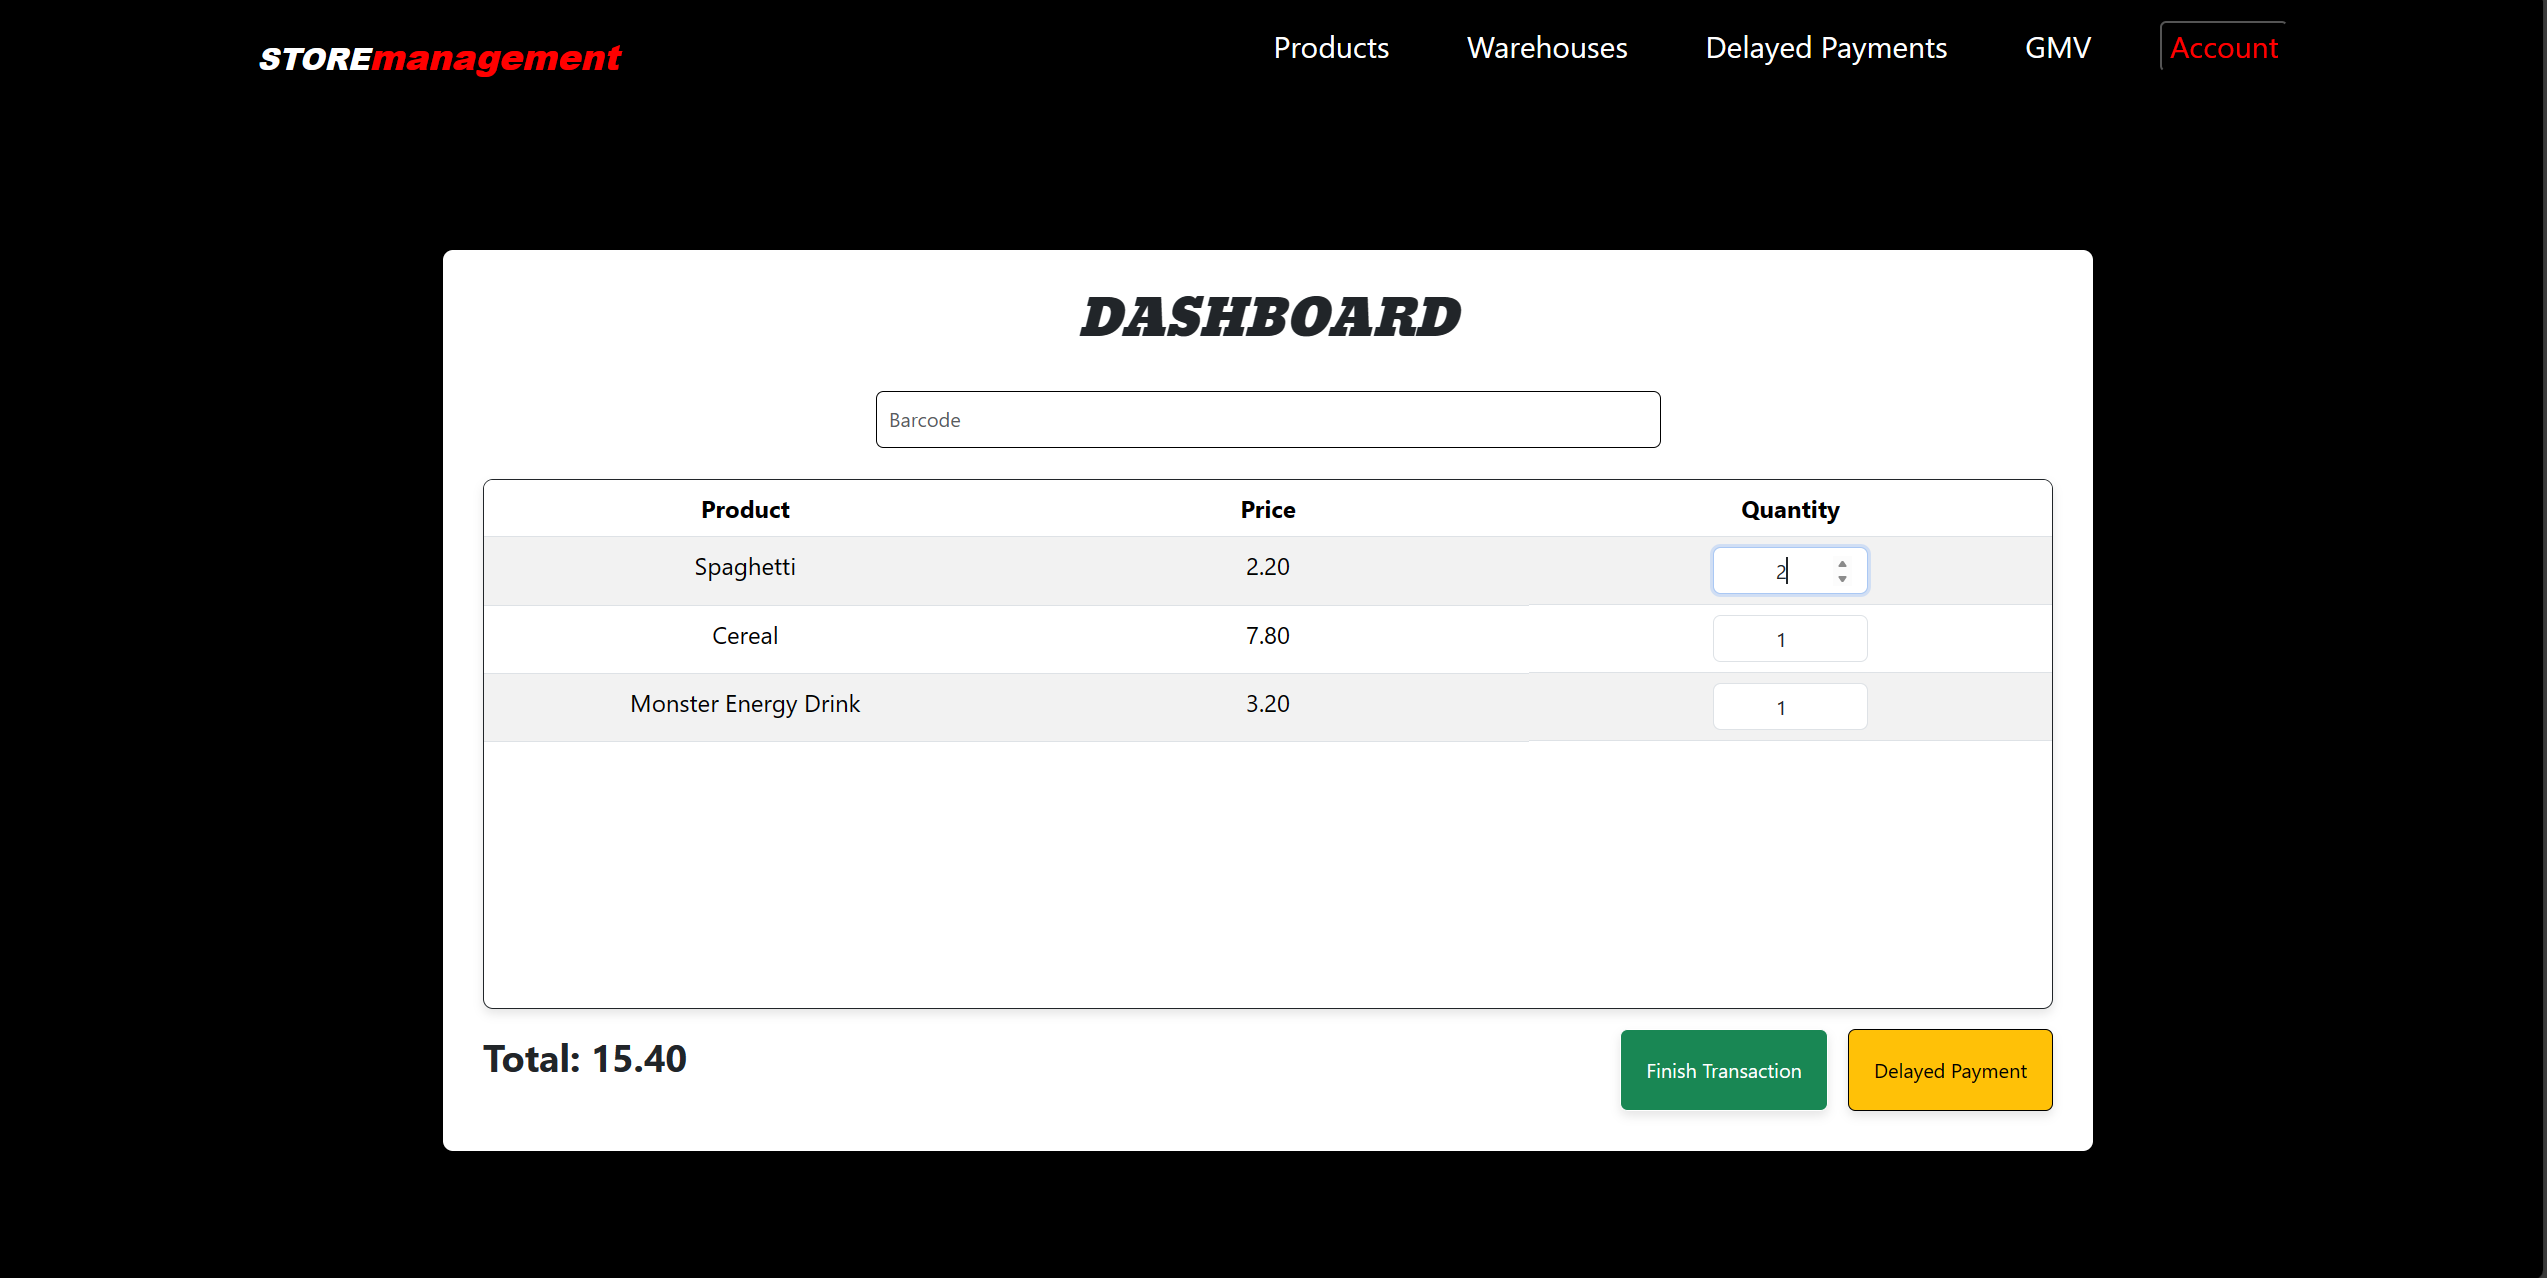 STOREmanagement Products Warehouses Delayed Payments GMV Account
DASHBOARD
Barcode
Product Price Quantity
Spaghetti 2.20 2
Cereal 7.80 1
Monster Energy Drink 3.20 1
Total: 15.40 Finish Transaction Delayed Payment